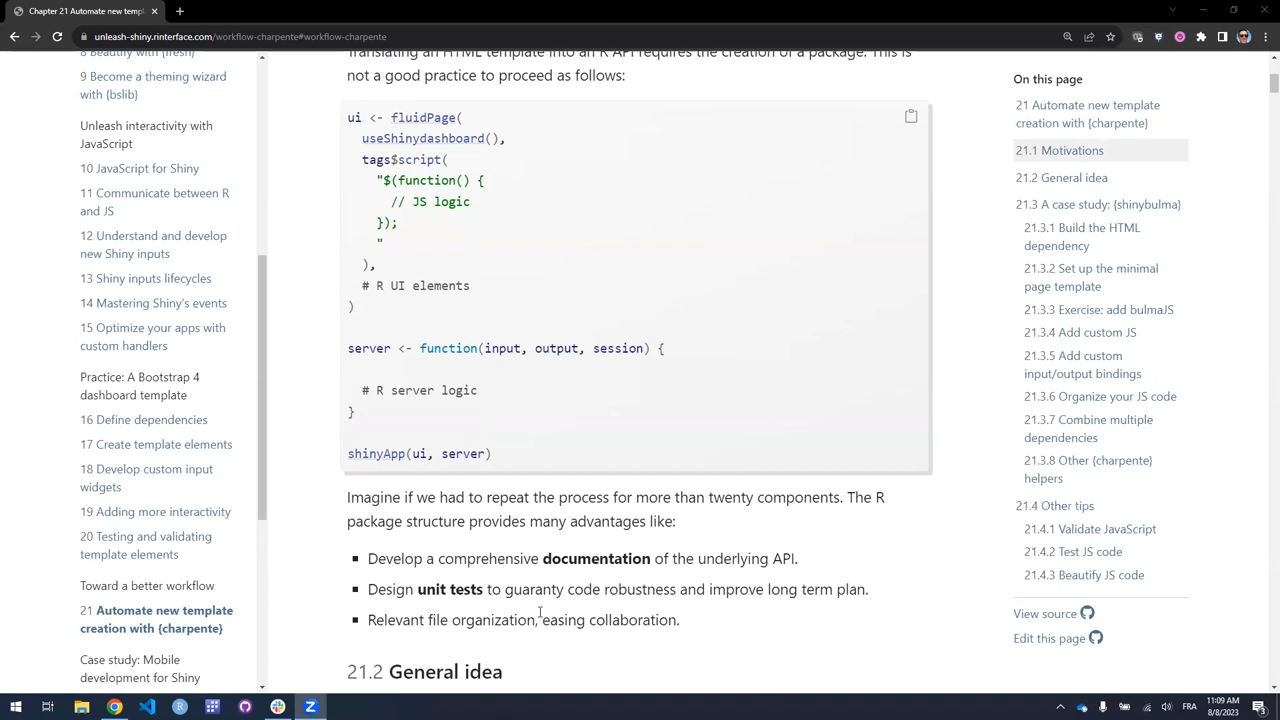 Chapter 21 Automate new templ
unleash-shiny.rinterface.com/workflow-charpente#workflow-charpente
8 Beautify with {fresh}
9 Become a theming wizard
with {bslib}
Unleash interactivity with
JavaScript
10 JavaScript for Shiny
11 Communicate between R
and JS
12 Understand and develop
new Shiny inputs
13 Shiny inputs lifecycles
14 Mastering Shiny's events
15 Optimize your apps with
custom handlers
Practice: A Bootstrap 4
dashboard template
16 Define dependencies
17 Create template elements
18 Develop custom input
widgets
19 Adding more interactivity
20 Testing and validating
template elements
Toward a better workflow
21 Automate new template
creation with {charpente}
Case study: Mobile
development for Shiny
Translating an HTML template into an R API requires the creation of a package. This is
not a good practice to proceed as follows:
ui <- fluidPage(
useShinydashboard(),
tags$script(
"$(function() {
// JS logic
});
"
),
# R UI elements
)
server <- function(input, output, session) {
# R server logic
}
shinyApp(ui, server)
Imagine if we had to repeat the process for more than twenty components. The R
package structure provides many advantages like:
Develop a comprehensive documentation of the underlying API.
Design unit tests to guaranty code robustness and improve long term plan.
Relevant file organization, easing collaboration.
21.2 General idea
On this page
21 Automate new template
creation with {charpente}
21.1 Motivations
21.2 General idea
21.3 A case study: {shinybulma}
21.3.1 Build the HTML
dependency
21.3.2 Set up the minimal
page template
21.3.3 Exercise: add bulmaJS
21.3.4 Add custom JS
21.3.5 Add custom
input/output bindings
21.3.6 Organize your JS code
21.3.7 Combine multiple
dependencies
21.3.8 Other {charpente}
helpers
21.4 Other tips
21.4.1 Validate JavaScript
21.4.2 Test JS code
21.4.3 Beautify JS code
View source
Edit this page
FRA
11:09 AM
8/8/2023